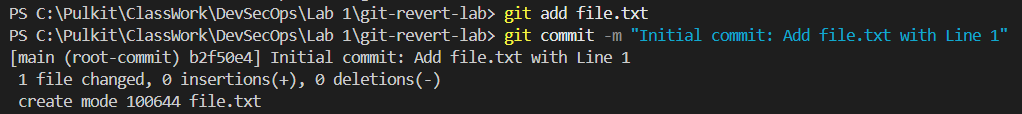 PS C:\Pulkit\ClassWork\DevSecOps\Lab 1\git-revert-lab> git add file.txt
PS C:\Pulkit\ClassWork\DevSecOps\Lab 1\git-revert-lab> git commit -m "Initial commit: Add file.txt with Line 1"
[main (root-commit) b2f50e4] Initial commit: Add file.txt with Line 1
 1 file changed, 0 insertions(+), 0 deletions(-)
 create mode 100644 file.txt